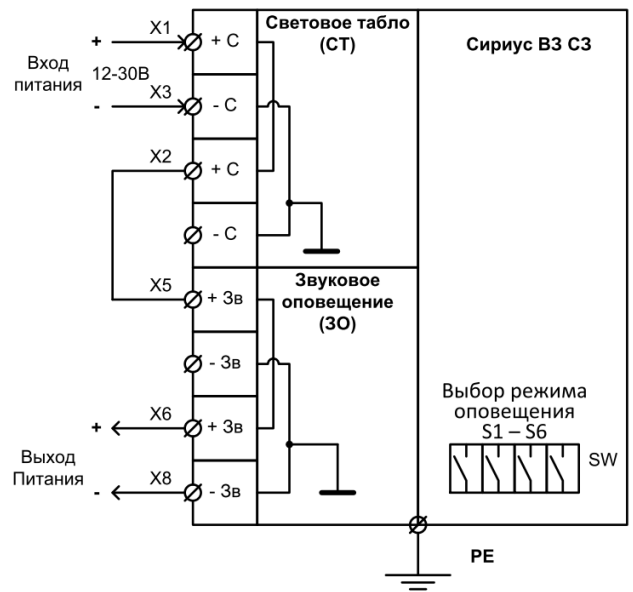 Световое табло
(СТ)
Сириус ВЗ СЗ
Вход
питания
+
12-30В
-
X1
+ С
X3
- С
X2
+ С
- С
Звуковое
оповещение
(ЗО)
X5
+ Зв
- Зв
Выбор режима
оповещения
S1 – S6
SW
Выход
Питания
+
X6
+ Зв
-
X8
- Зв
PE